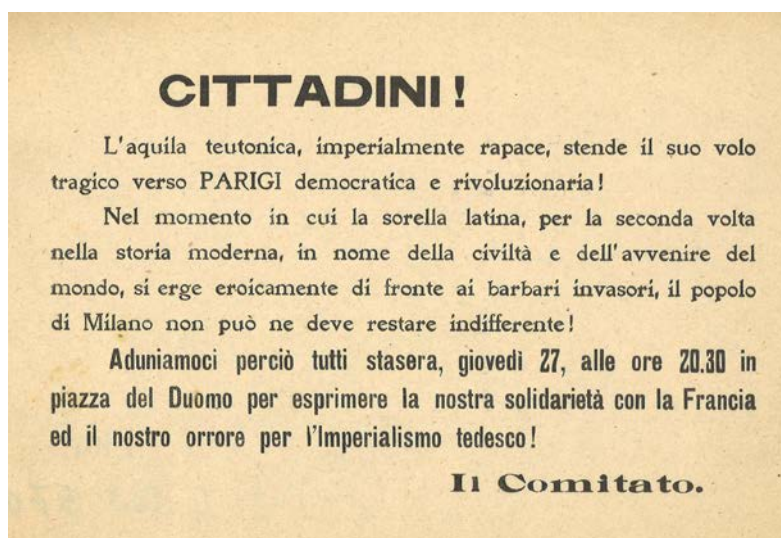 CITTADINI!
L'aquila teutonica, imperialmente rapace, stende il suo volo
tragico verso PARIGI democratica e rivoluzionaria!
Nel momento in cui la sorella latina, per la seconda volta
nella storia moderna, in nome della civiltà e dell'avvenire del
mondo, si erge eroicamente di fronte ai barbari invasori, il popolo
di Milano non può ne deve restare indifferente!
Aduniamoci perciò tutti stasera, giovedì 27, alle ore 20.30 in
piazza del Duomo per esprimere la nostra solidarietà con la Francia
ed il nostro orrore per l'Imperialismo tedesco!
Il Comitato.